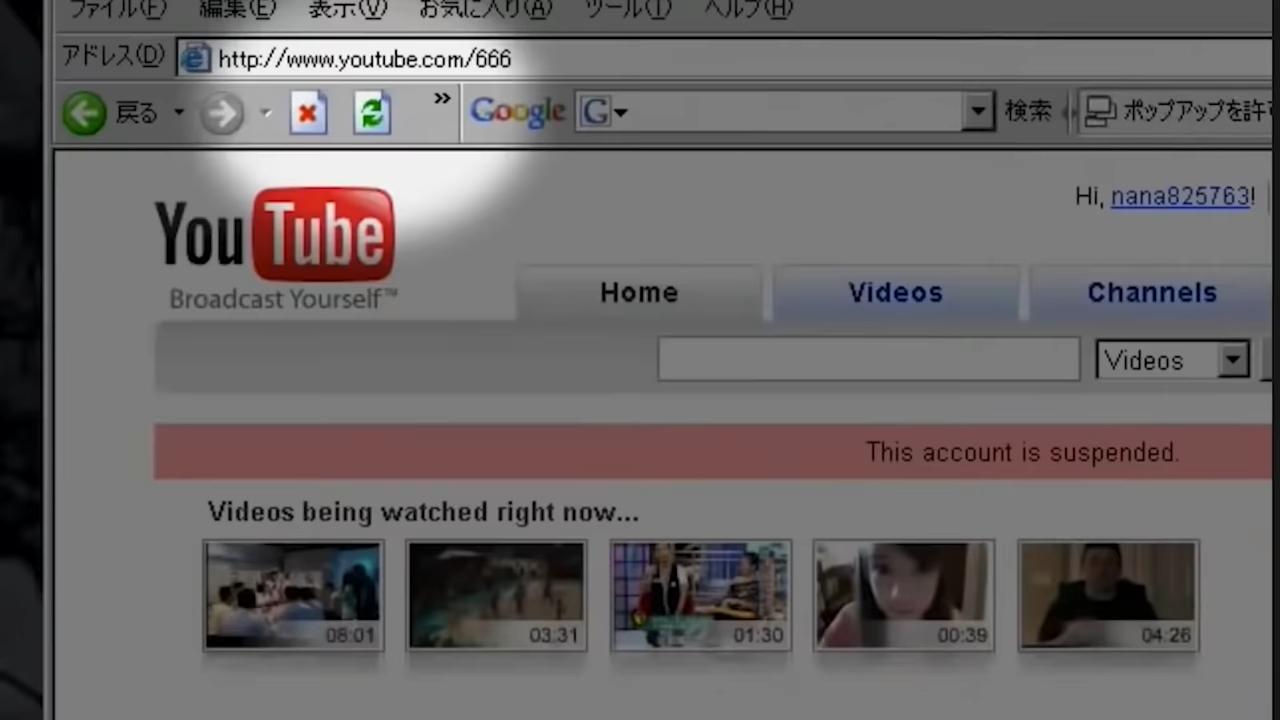 ファイル(F) 編集(E) 表示(V) お気に入り(A) ツール(T) ヘルプ(H)
アドレス(D) http://www.youtube.com/666
戻る » Google G 検索 ポップアップを許可
YouTube Hi, nana825763!
Broadcast Yourself™
Home Videos Channels
Videos
This account is suspended.
Videos being watched right now...
08:01 03:31 01:30 00:39 04:26